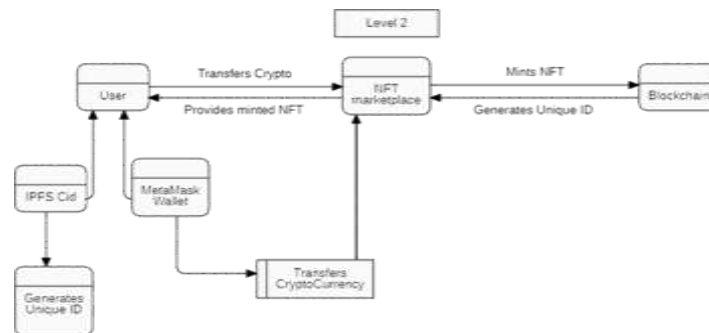 Level 2
Transfers Crypto
Mints NFT
User
NFT
marketplace
Blockchain
Provides minted NFT
Generates Unique ID
IPFS Cid
MetaMask
Wallet
Transfers
CryptoCurrency
Generates
Unique ID